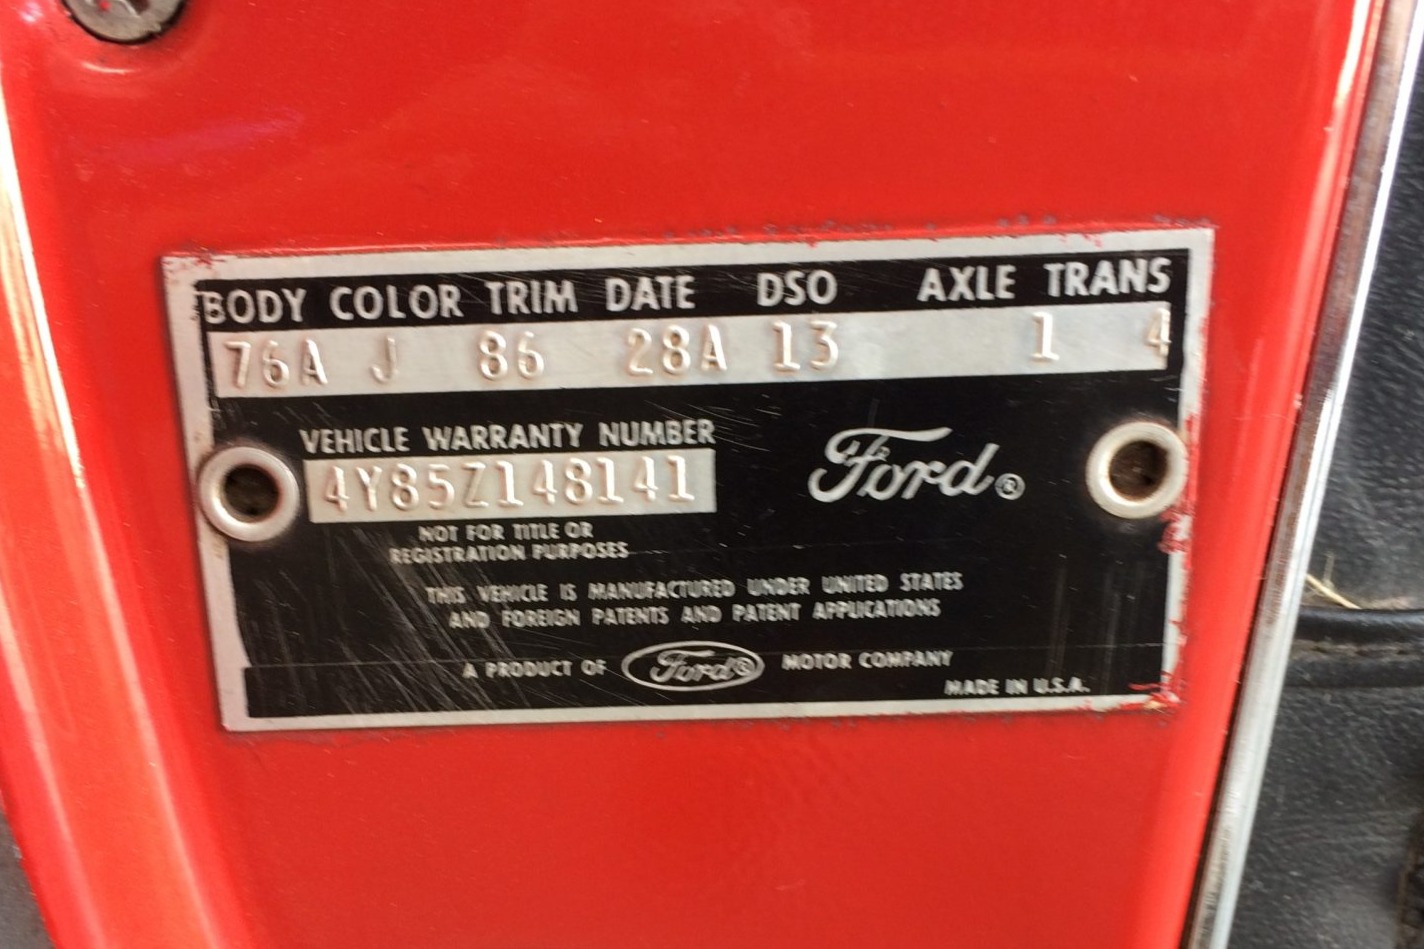 BODY COLOR TRIM DATE DSO AXLE TRANS
76A J 86 28A 13 1 4
VEHICLE WARRANTY NUMBER
4Y85Z148141
Ford®
NOT FOR TITLE OR
REGISTRATION PURPOSES
THIS VEHICLE IS MANUFACTURED UNDER UNITED STATES
AND FOREIGN PATENTS AND PATENT APPLICATIONS
A PRODUCT OF Ford® MOTOR COMPANY
MADE IN U.S.A.